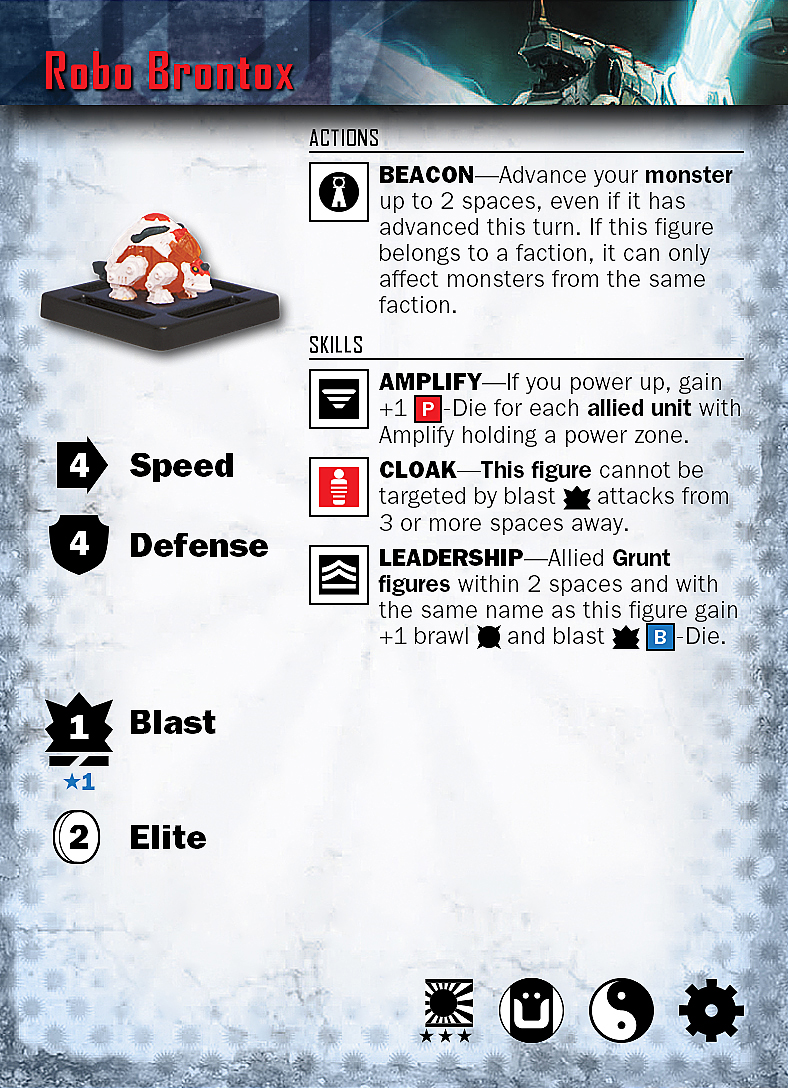 Robo Brontox
ACTIONS
BEACON—Advance your monster
up to 2 spaces, even if it has
advanced this turn. If this figure
belongs to a faction, it can only
affect monsters from the same
faction.
SKILLS
AMPLIFY—If you power up, gain
+1 P-Die for each allied unit with
Amplify holding a power zone.
CLOAK—This figure cannot be
targeted by blast attacks from
3 or more spaces away.
LEADERSHIP—Allied Grunt
figures within 2 spaces and with
the same name as this figure gain
+1 brawl and blast B-Die.
4 Speed
4 Defense
1 Blast
★1
2 Elite